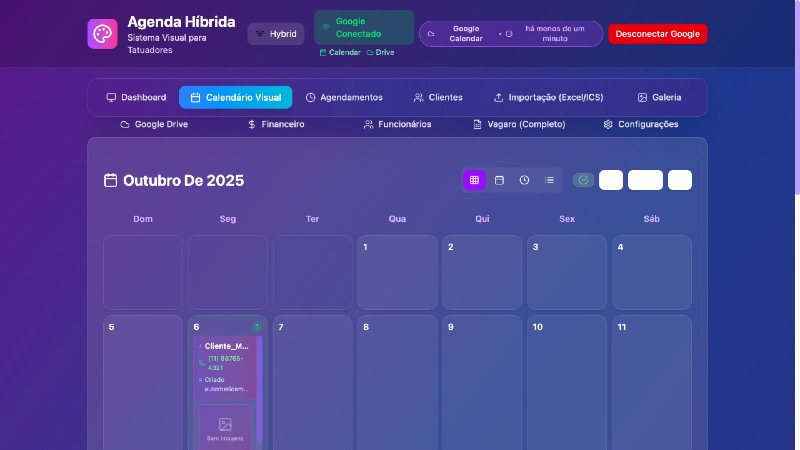 Agenda Híbrida
Sistema Visual para
Tatuadores
Hybrid
Google
Conectado
Calendar Drive
Google
Calendar
•
há menos de um
minuto
Desconectar Google
Dashboard
Calendário Visual
Agendamentos
Clientes
Importação (Excel/ICS)
Galeria
Google Drive
Financeiro
Funcionários
Vagaro (Completo)
Configurações
Outubro De 2025
Dom Seg Ter Qua Qui Sex Sáb
1 2 3 4
5 6 1 7 8 9 10 11
Cliente_M...
(11) 98765-
4321
Criado
automaticam...
Sem imagens